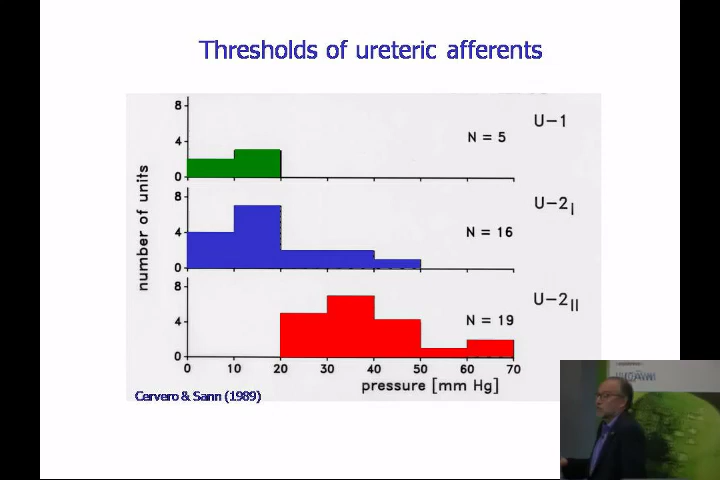 Thresholds of ureteric afferents
8
4
0
N = 5
U-1
8
4
0
N = 16
U-2I
8
4
0
N = 19
U-2II
number of units
0 10 20 30 40 50 60 70
pressure [mm Hg]
Cervero & Sann (1989)